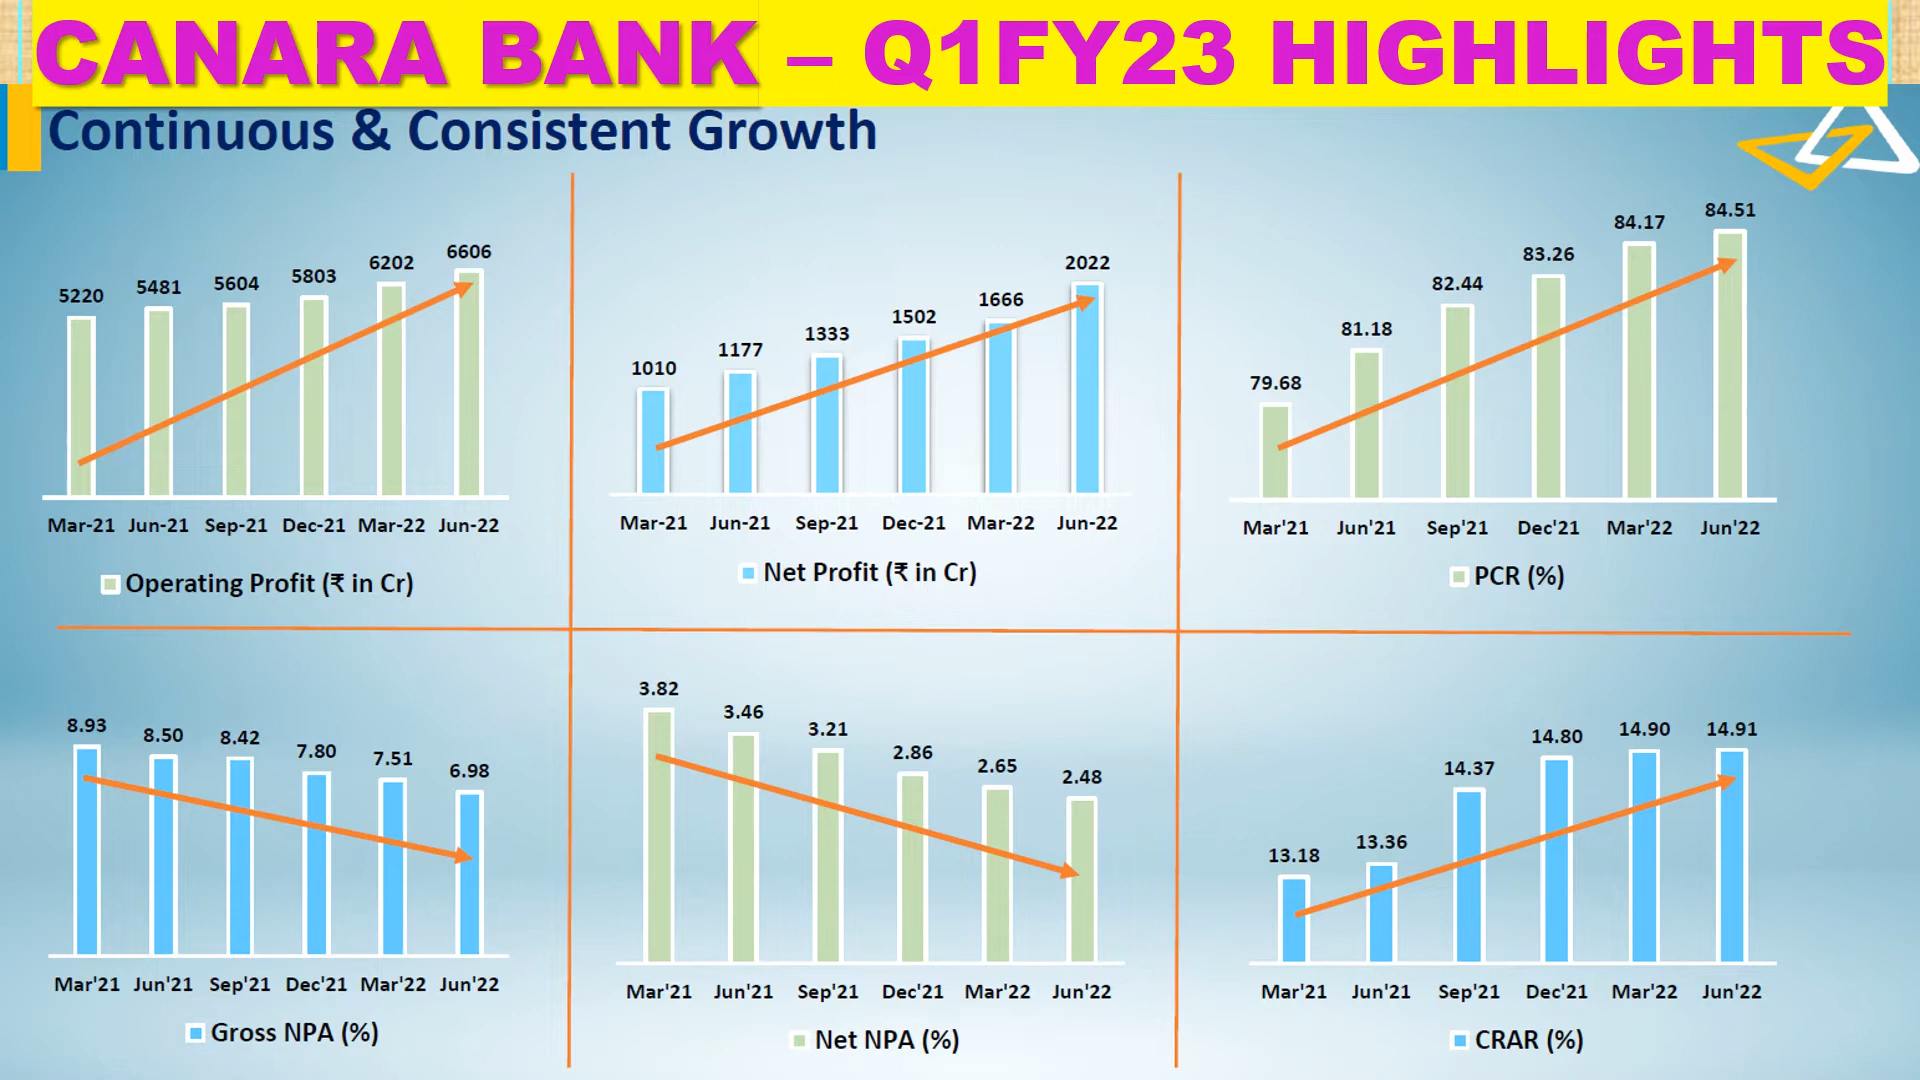 CANARA BANK – Q1FY23 HIGHLIGHTS
Continuous & Consistent Growth
5220 5481 5604 5803 6202 6606
Mar-21 Jun-21 Sep-21 Dec-21 Mar-22 Jun-22
Operating Profit (₹ in Cr)
1010 1177 1333 1502 1666 2022
Mar-21 Jun-21 Sep-21 Dec-21 Mar-22 Jun-22
Net Profit (₹ in Cr)
79.68 81.18 82.44 83.26 84.17 84.51
Mar'21 Jun'21 Sep'21 Dec'21 Mar'22 Jun'22
PCR (%)
8.93 8.50 8.42 7.80 7.51 6.98
Mar'21 Jun'21 Sep'21 Dec'21 Mar'22 Jun'22
Gross NPA (%)
3.82 3.46 3.21 2.86 2.65 2.48
Mar'21 Jun'21 Sep'21 Dec'21 Mar'22 Jun'22
Net NPA (%)
13.18 13.36 14.37 14.80 14.90 14.91
Mar'21 Jun'21 Sep'21 Dec'21 Mar'22 Jun'22
CRAR (%)